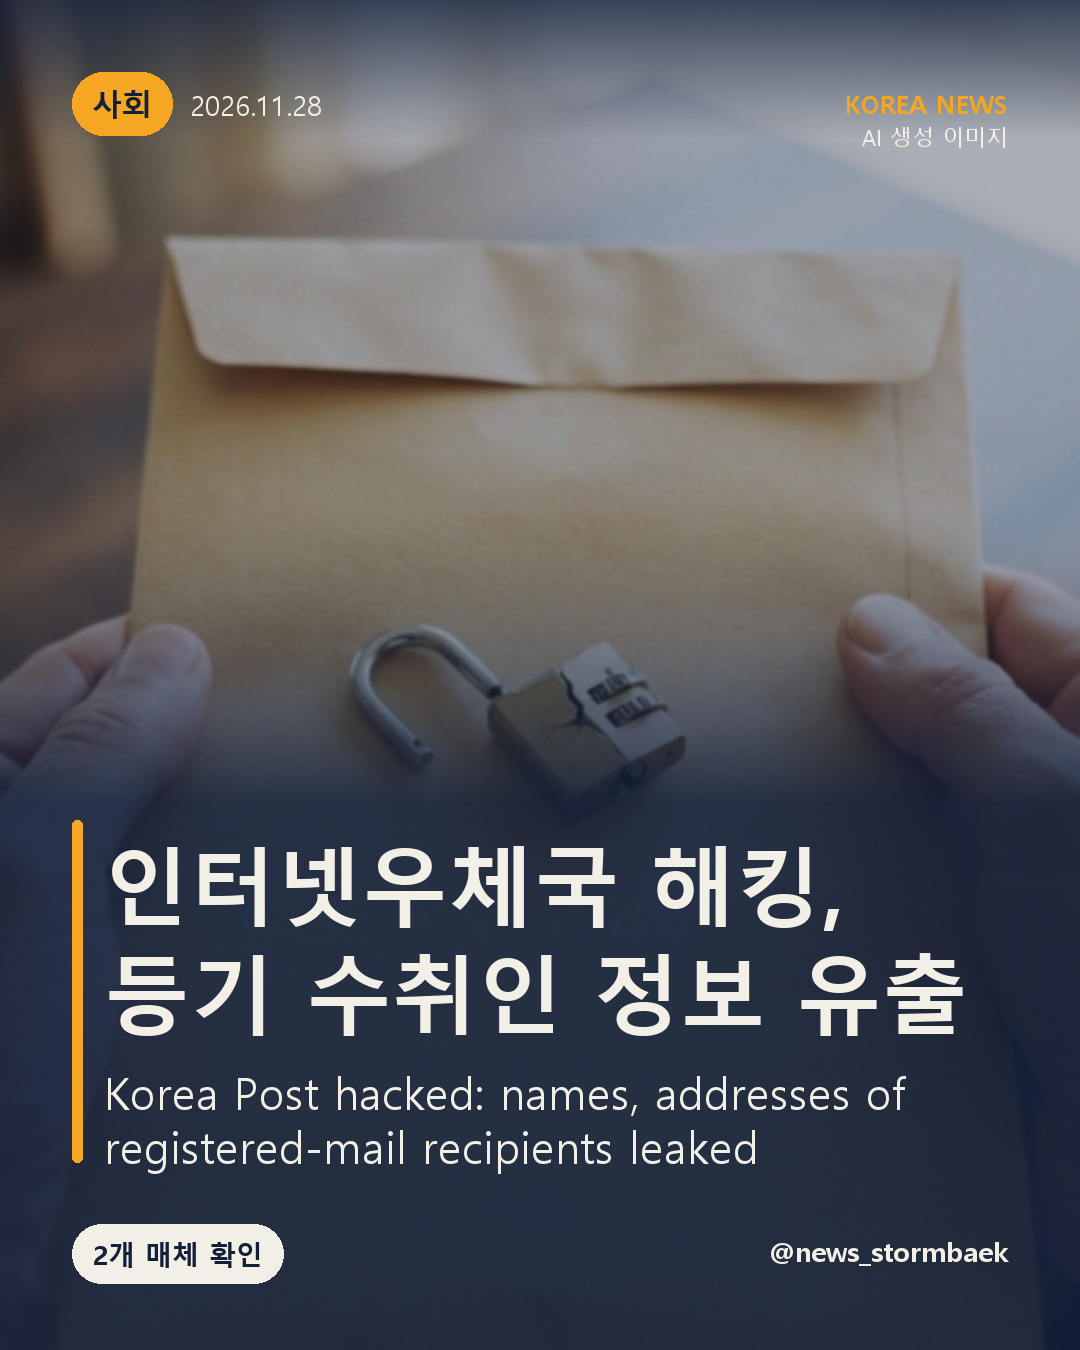 사회 2026.11.28
KOREA NEWS
AI 생성 이미지
인터넷우체국 해킹,
등기 수취인 정보 유출
Korea Post hacked: names, addresses of
registered-mail recipients leaked
2개 매체 확인
@news_stormbaek